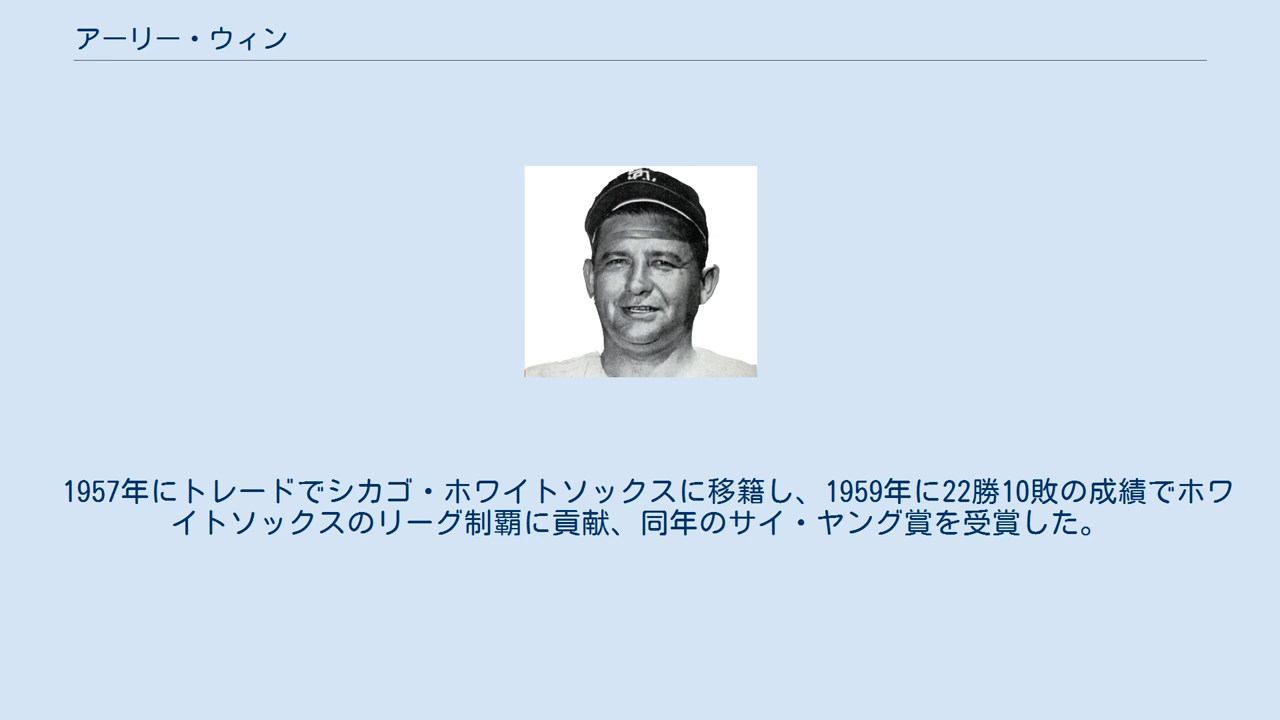 アーリー・ウィン
1957年にトレードでシカゴ・ホワイトソックスに移籍し、1959年に22勝10敗の成績でホワ
イトソックスのリーグ制覇に貢献、同年のサイ・ヤング賞を受賞した。